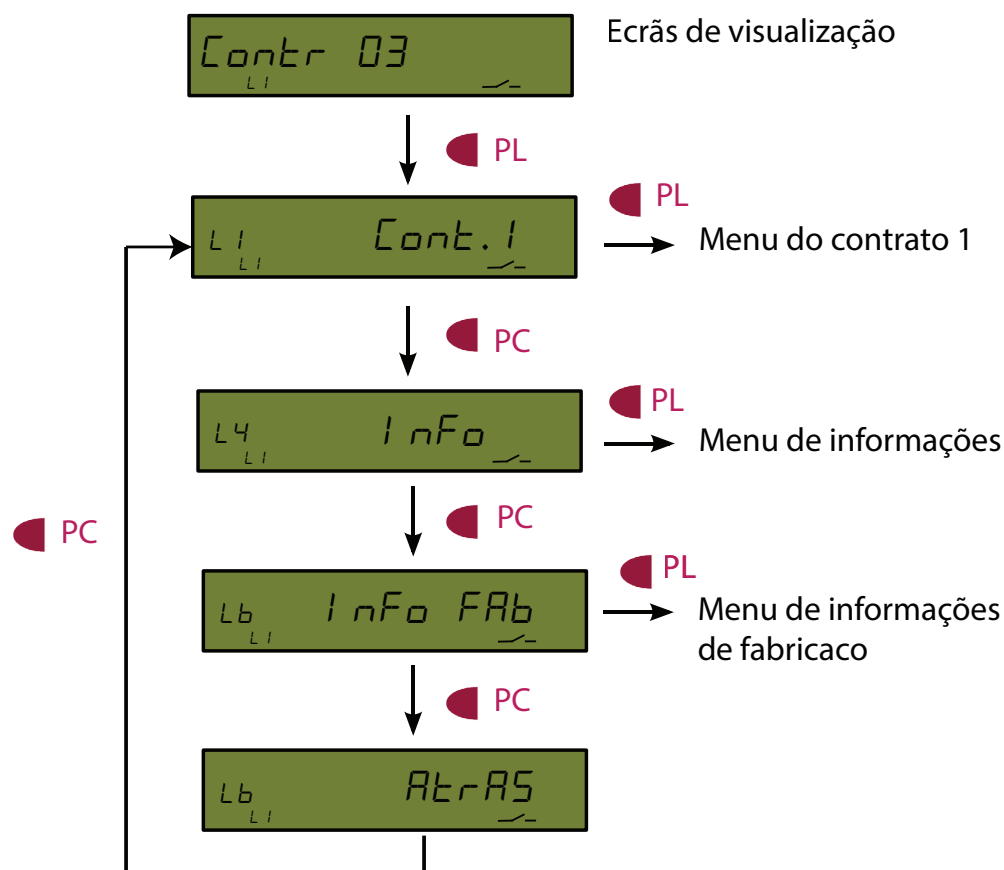 Contr 03
L1
Ecrãs de visualização
PL
L1 Cont.1
L1
PL
Menu do contrato 1
PC
L4 InFo
L1
PL
Menu de informações
PC
PC
Lb InFo FAb
L1
PL
Menu de informações
de fabricaco
PC
Lb AtrAS
L1